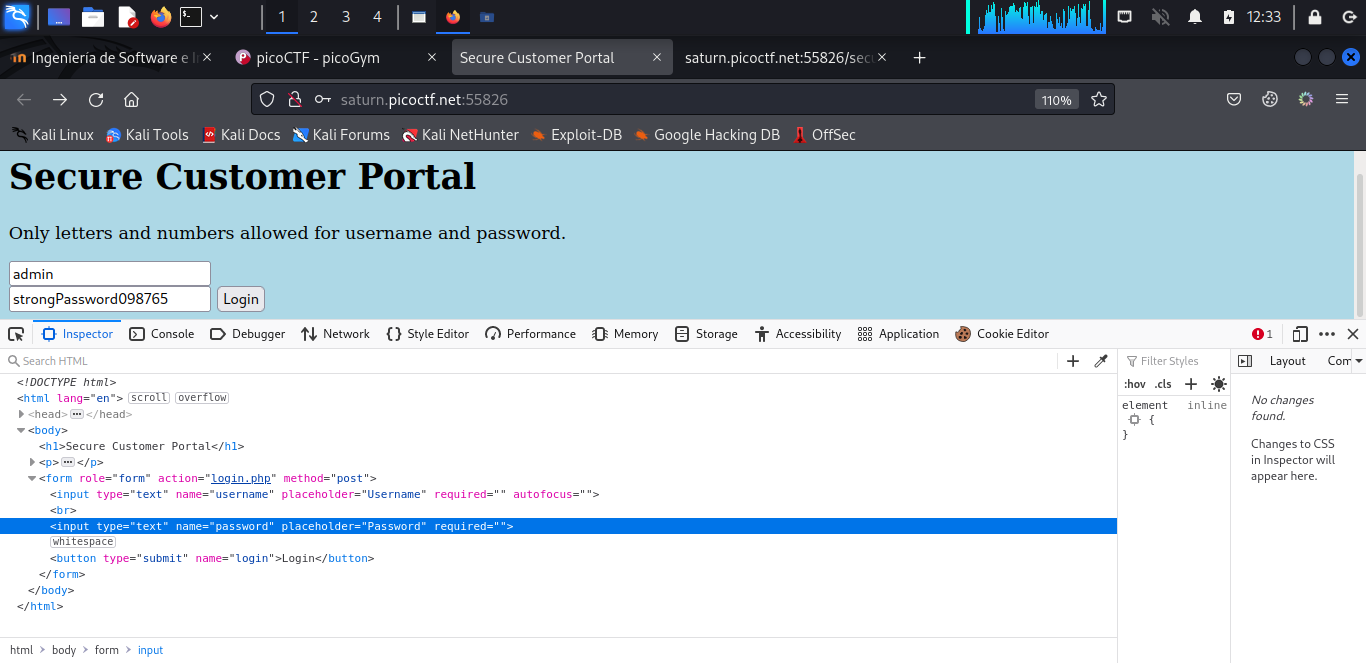 1 2 3 4 12:33
Ingeniería de Software e I picoCTF - picoGym Secure Customer Portal saturn.picoctf.net:55826/sec
saturn.picoctf.net:55826 110%
Kali Linux Kali Tools Kali Docs Kali Forums Kali NetHunter Exploit-DB Google Hacking DB OffSec
Secure Customer Portal
Only letters and numbers allowed for username and password.
admin
strongPassword098765 Login
Inspector Console Debugger Network Style Editor Performance Memory Storage Accessibility Application Cookie Editor 1
Search HTML Filter Styles Layout Com
:hov .cls
<!DOCTYPE html>
<html lang="en"> scroll overflow
<head> ••• </head>
<body>
<h1>Secure Customer Portal</h1>
<p> ••• </p>
<form role="form" action="login.php" method="post">
<input type="text" name="username" placeholder="Username" required="" autofocus="">
<br>
<input type="text" name="password" placeholder="Password" required="">
whitespace
<button type="submit" name="login">Login</button>
</form>
</body>
</html>
element inline
{
}
No changes
found.
Changes to CSS
in Inspector will
appear here.
html > body > form > input